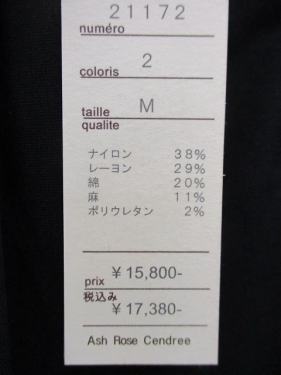 21172
numéro
coloris 2
taille M
qualite
ナイロン 38%
レーヨン 29%
綿 20%
麻 11%
ポリウレタン 2%
prix ¥15,800-
税込み ¥17,380-
Ash Rose Cendree